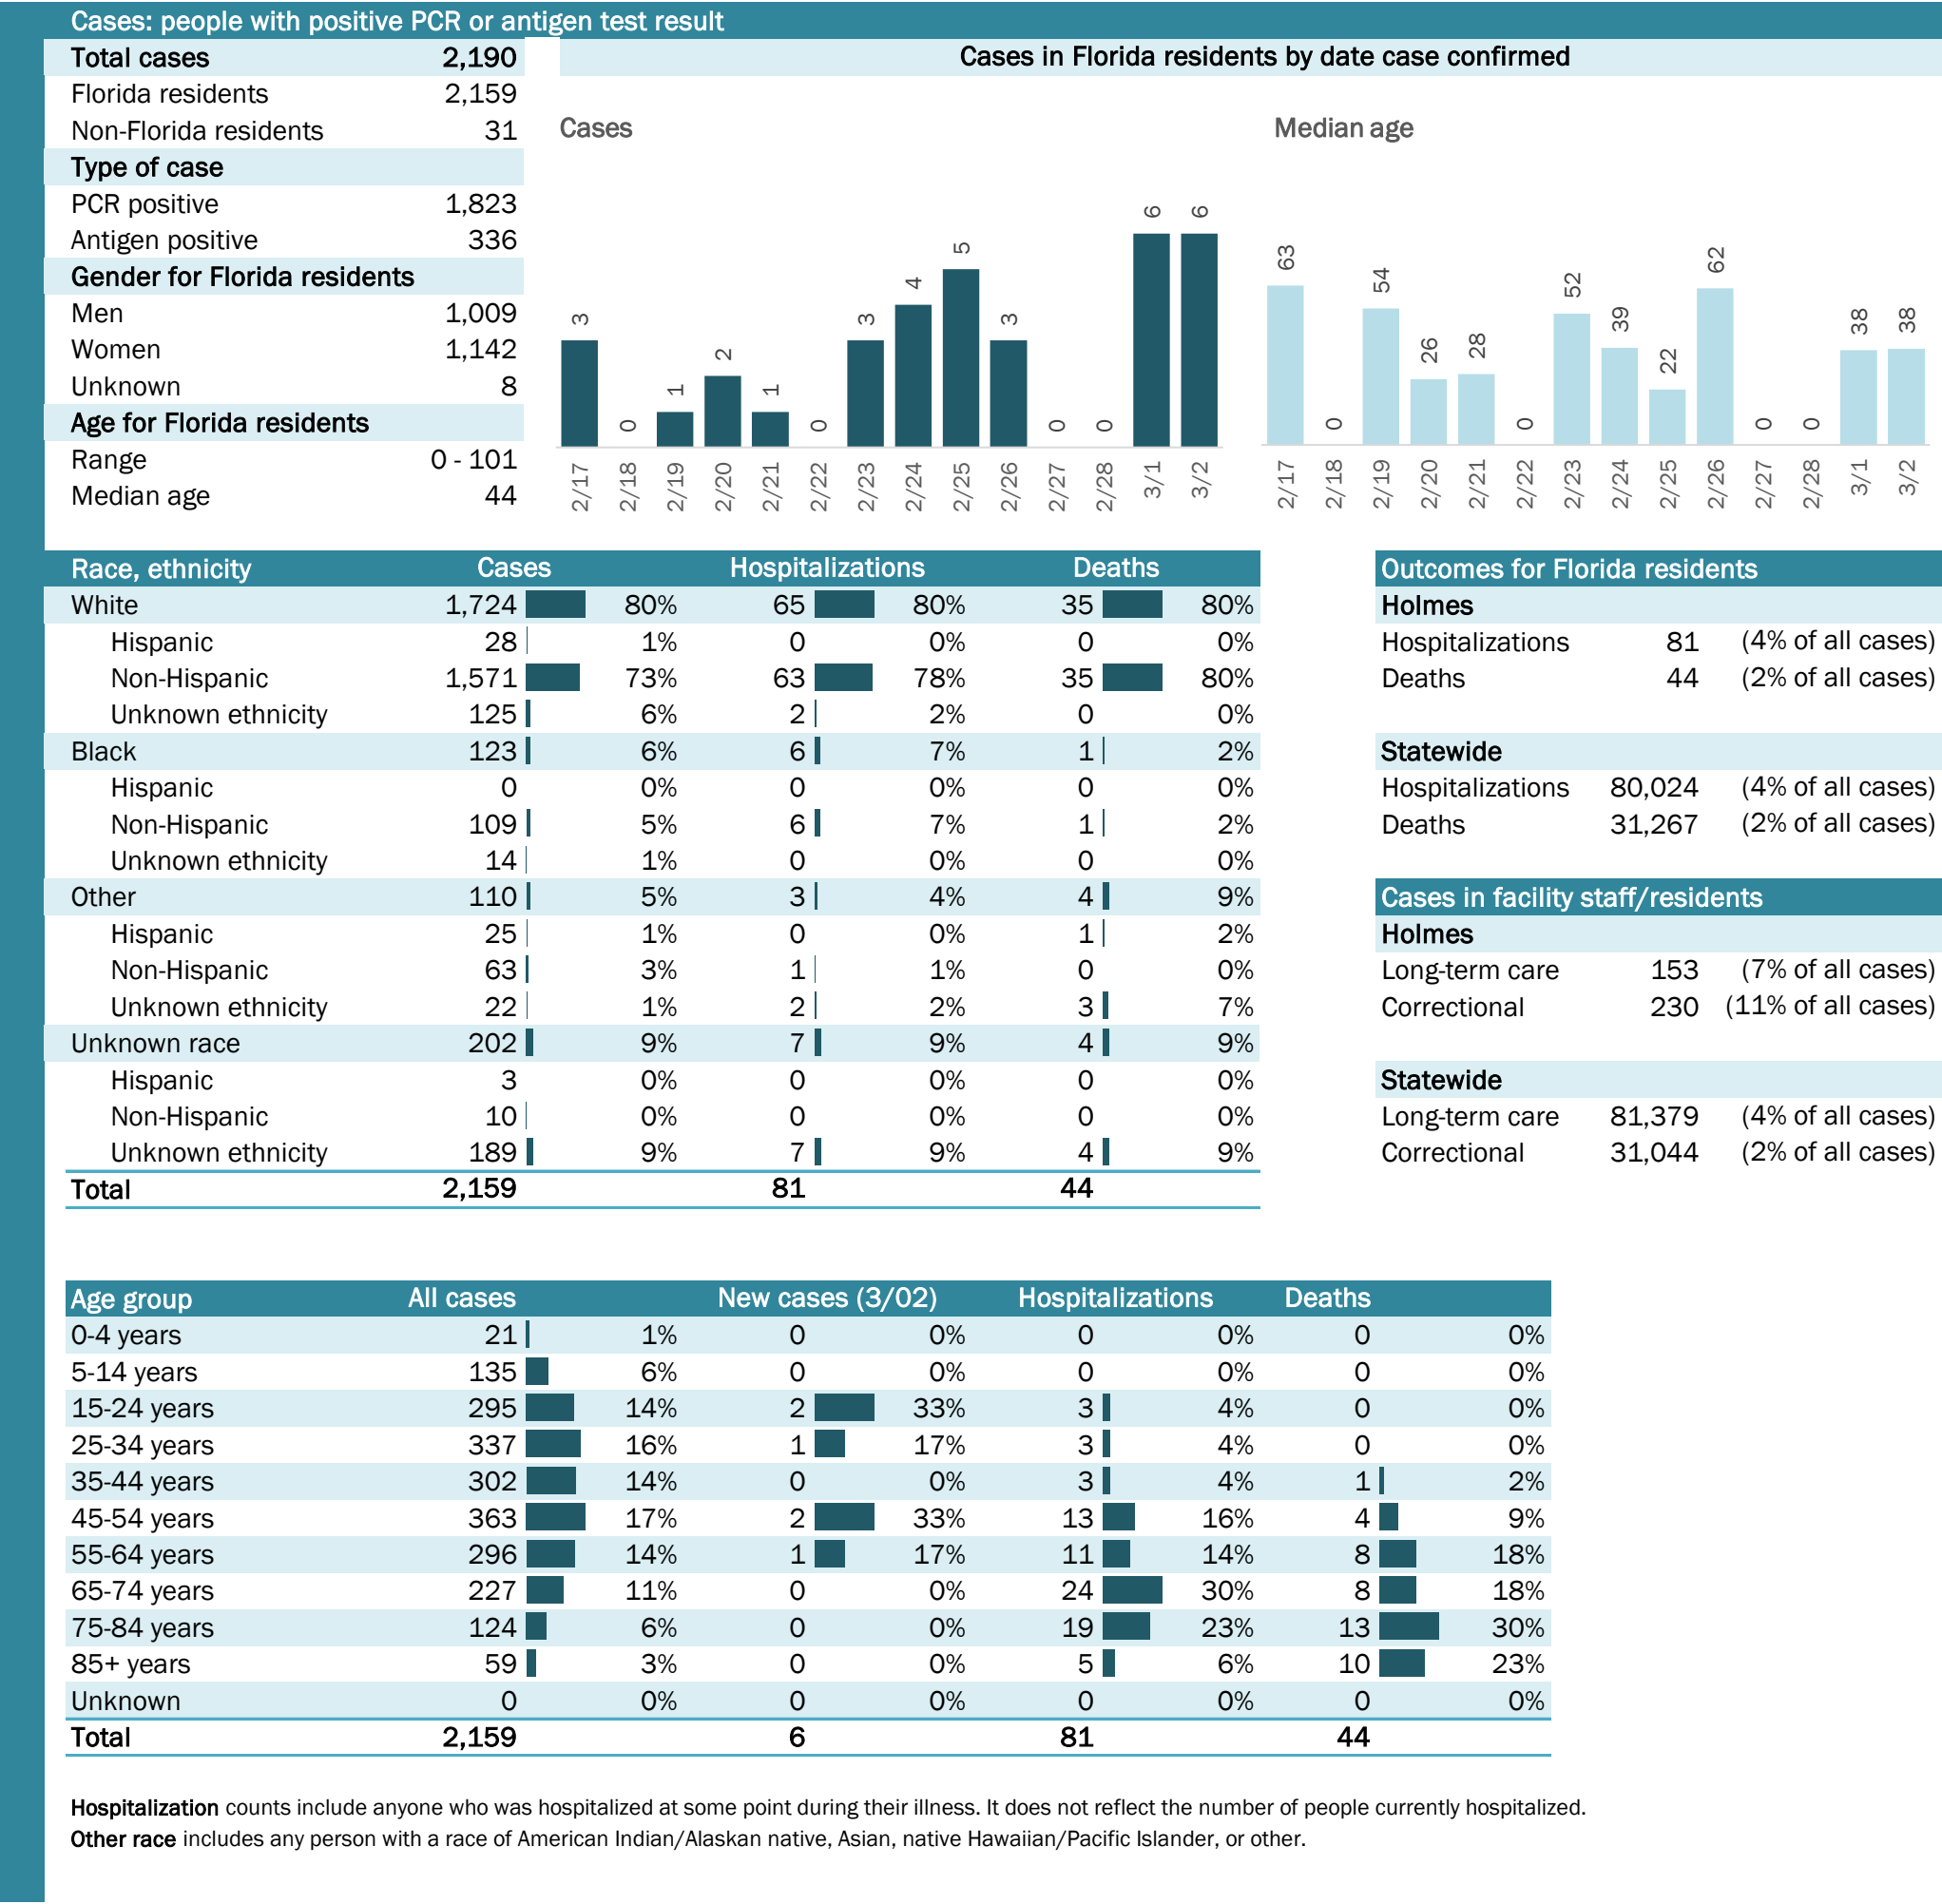 Cases: people with positive PCR or antigen test result
Total cases 2,190
Florida residents 2,159
Non-Florida residents 31
Type of case
PCR positive 1,823
Antigen positive 336
Gender for Florida residents
Men 1,009
Women 1,142
Unknown 8
Age for Florida residents
Range 0 - 101
Median age 44
Cases in Florida residents by date case confirmed
Cases
3 0 1 2 1 0 3 4 5 3 0 0 6 6
2/17 2/18 2/19 2/20 2/21 2/22 2/23 2/24 2/25 2/26 2/27 2/28 3/1 3/2
Median age
63 0 54 26 28 0 52 39 22 62 0 0 38 38
2/17 2/18 2/19 2/20 2/21 2/22 2/23 2/24 2/25 2/26 2/27 2/28 3/1 3/2
Race, ethnicity Cases Hospitalizations Deaths
White 1,724 80% 65 80% 35 80%
Hispanic 28 1% 0 0% 0 0%
Non-Hispanic 1,571 73% 63 78% 35 80%
Unknown ethnicity 125 6% 2 2% 0 0%
Black 123 6% 6 7% 1 2%
Hispanic 0 0% 0 0% 0 0%
Non-Hispanic 109 5% 6 7% 1 2%
Unknown ethnicity 14 1% 0 0% 0 0%
Other 110 5% 3 4% 4 9%
Hispanic 25 1% 0 0% 1 2%
Non-Hispanic 63 3% 1 1% 0 0%
Unknown ethnicity 22 1% 2 2% 3 7%
Unknown race 202 9% 7 9% 4 9%
Hispanic 3 0% 0 0% 0 0%
Non-Hispanic 10 0% 0 0% 0 0%
Unknown ethnicity 189 9% 7 9% 4 9%
Total 2,159 81 44
Outcomes for Florida residents
Holmes
Hospitalizations 81 (4% of all cases)
Deaths 44 (2% of all cases)
Statewide
Hospitalizations 80,024 (4% of all cases)
Deaths 31,267 (2% of all cases)
Cases in facility staff/residents
Holmes
Long-term care 153 (7% of all cases)
Correctional 230 (11% of all cases)
Statewide
Long-term care 81,379 (4% of all cases)
Correctional 31,044 (2% of all cases)
Age group All cases New cases (3/02) Hospitalizations Deaths
0-4 years 21 1% 0 0% 0 0% 0 0%
5-14 years 135 6% 0 0% 0 0% 0 0%
15-24 years 295 14% 2 33% 3 4% 0 0%
25-34 years 337 16% 1 17% 3 4% 0 0%
35-44 years 302 14% 0 0% 3 4% 1 2%
45-54 years 363 17% 2 33% 13 16% 4 9%
55-64 years 296 14% 1 17% 11 14% 8 18%
65-74 years 227 11% 0 0% 24 30% 8 18%
75-84 years 124 6% 0 0% 19 23% 13 30%
85+ years 59 3% 0 0% 5 6% 10 23%
Unknown 0 0% 0 0% 0 0% 0 0%
Total 2,159 6 81 44
Hospitalization counts include anyone who was hospitalized at some point during their illness. It does not reflect the number of people currently hospitalized.
Other race includes any person with a race of American Indian/Alaskan native, Asian, native Hawaiian/Pacific Islander, or other.